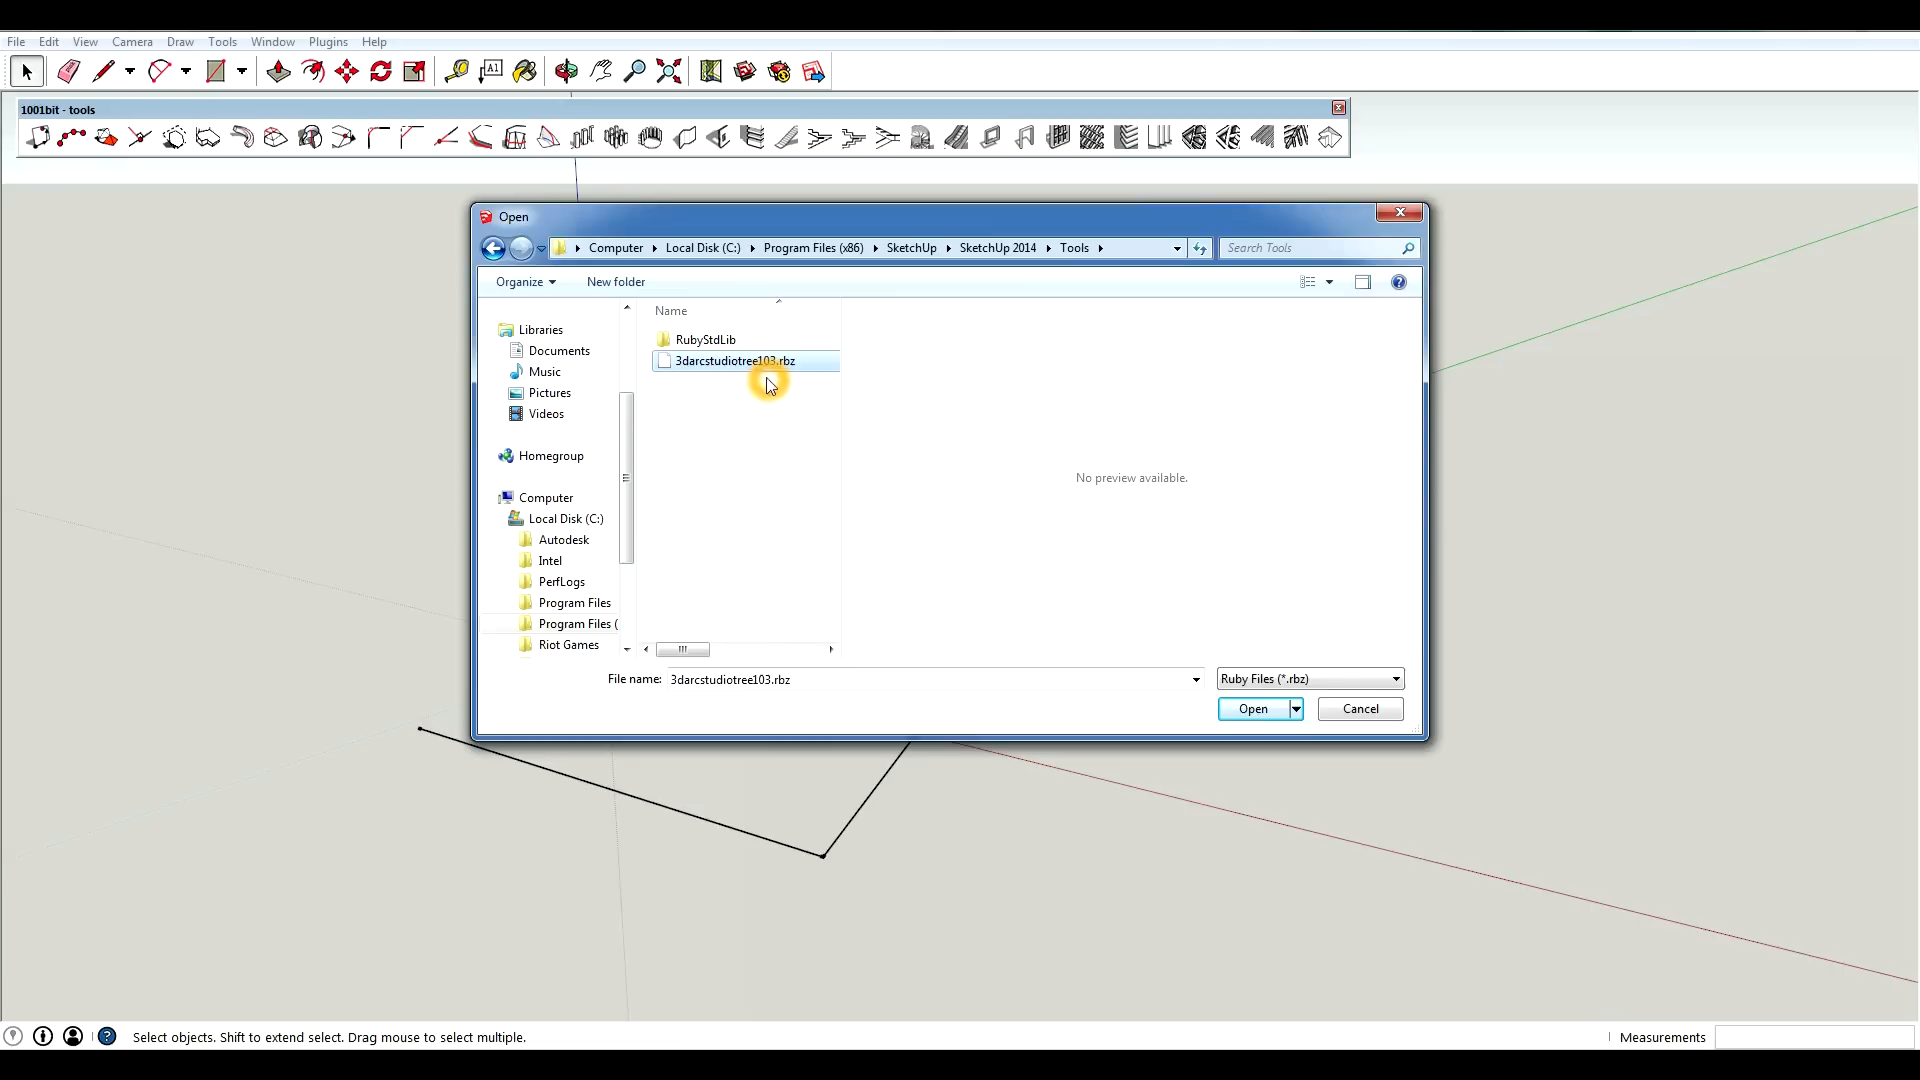 File Edit View Camera Draw Tools Window Plugins Help
A1
1001bit - tools
Open
Computer Local Disk (C:) Program Files (x86) SketchUp SketchUp 2014 Tools
Search Tools
Organize New folder
Name
Libraries
Documents
Music
Pictures
Videos
Homegroup
Computer
Local Disk (C:)
Autodesk
Intel
PerfLogs
Program Files
Program Files (
Riot Games
RubyStdLib
3darcstudiotree103.rbz
No preview available.
File name: 3darcstudiotree103.rbz
Ruby Files (*.rbz)
Open Cancel
Select objects. Shift to extend select. Drag mouse to select multiple.
Measurements